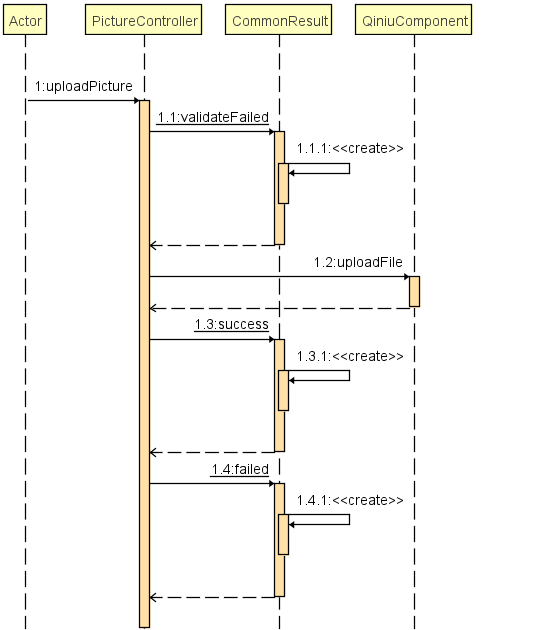 Actor
PictureController
CommonResult
QiniuComponent
1:uploadPicture
1.1:validateFailed
1.1.1:<<create>>
1.2:uploadFile
1.3:success
1.3.1:<<create>>
1.4:failed
1.4.1:<<create>>